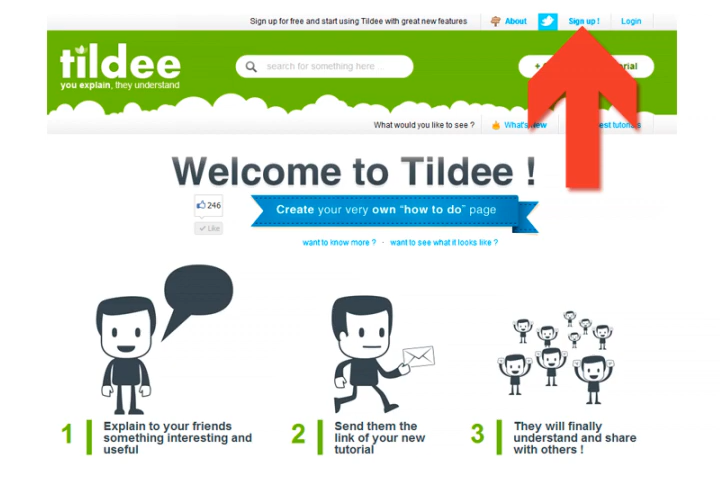 Sign up for free and start using Tildee with great new features
About
Sign up !
Login
tildee
you explain, they understand
search for something here
What would you like to see ?
What's New
Welcome to Tildee !
246
Like
Create your very own “how to do” page
want to know more ? · want to see what it looks like ?
1
Explain to your friends
something interesting and
useful
2
Send them the
link of your new
tutorial
3
They will finally
understand and share
with others !